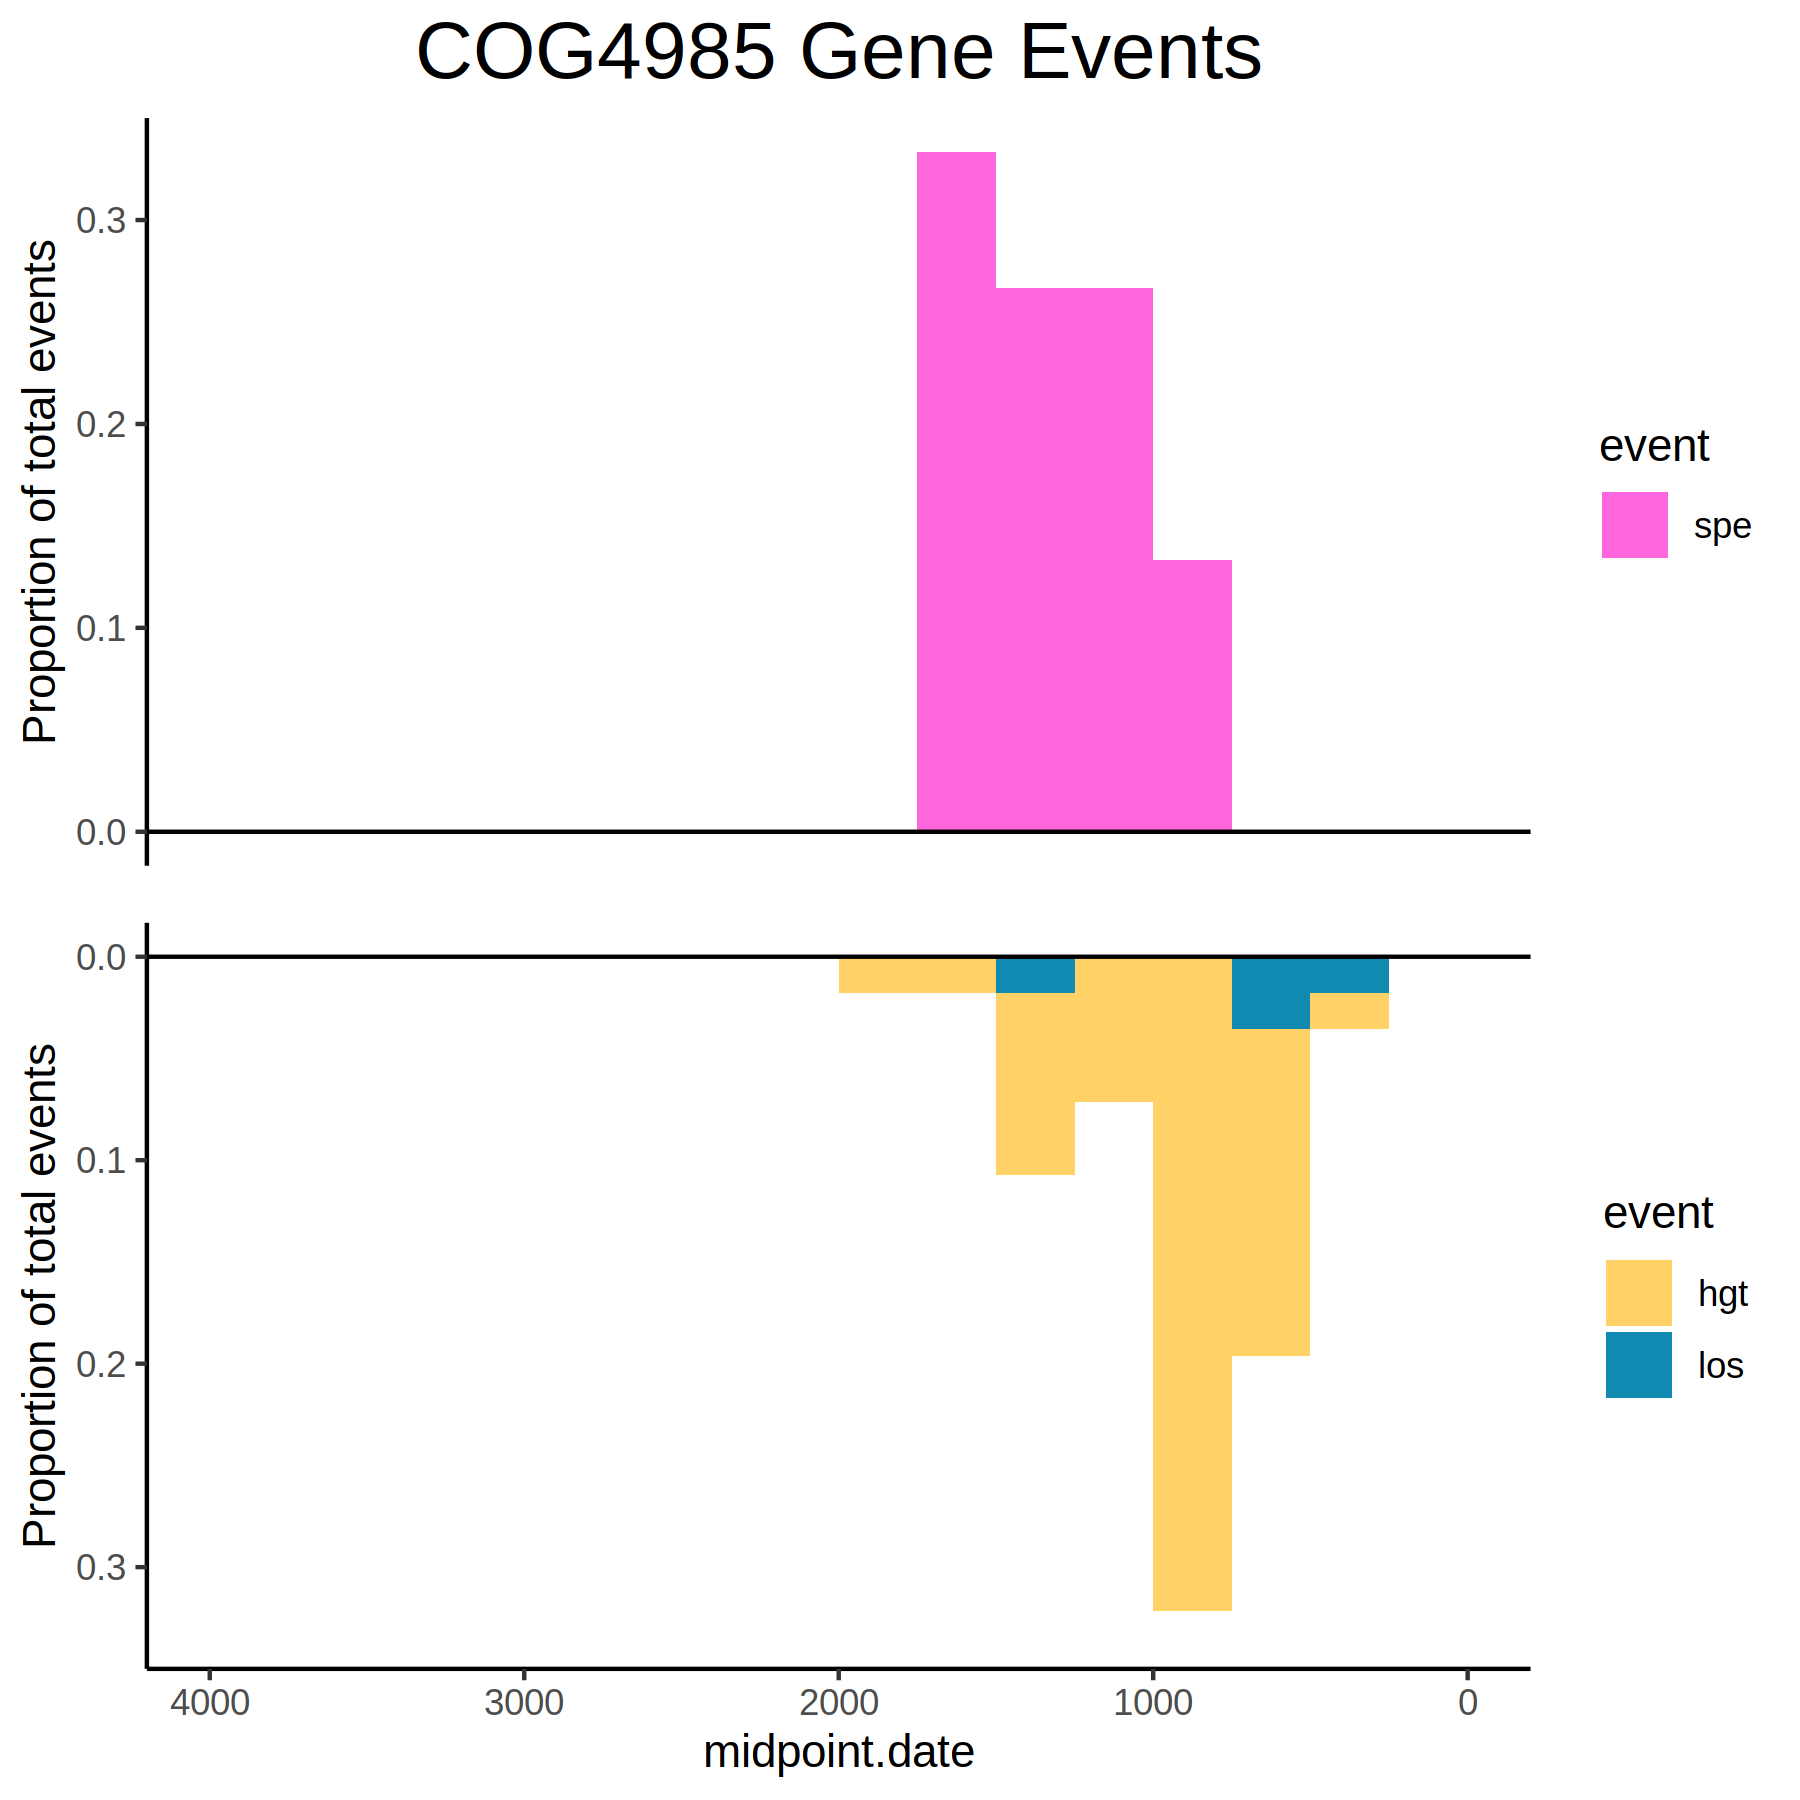 COG4985 Gene Events
Proportion of total events
0.3
0.2
0.1
0.0
event
spe
Proportion of total events
0.0
0.1
0.2
0.3
event
hgt
los
4000 3000 2000 1000 0
midpoint.date